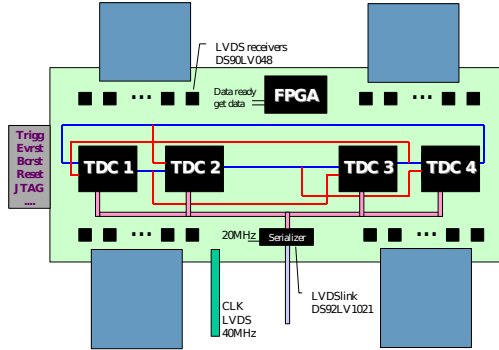 LVDS receivers
DS90LV048
Data ready
get data
FPGA
Trigg
Evrst
Bcrst
Reset
JTAG
....
TDC 1
TDC 2
TDC 3
TDC 4
20MHz
Serializer
CLK
LVDS
40MHz
LVDSlink
DS92LV1021